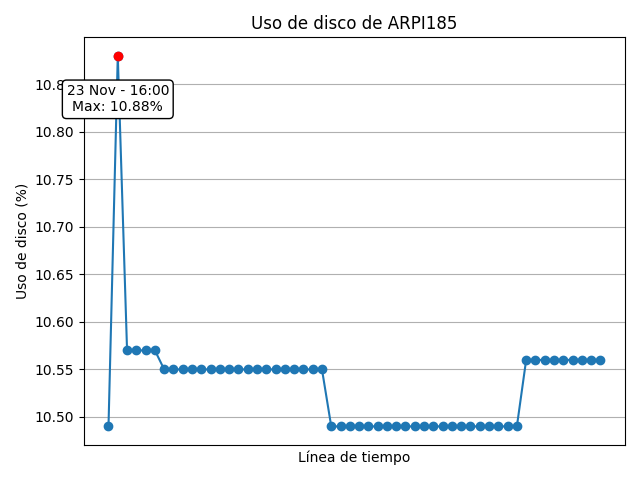 Uso de disco de ARPI185
Uso de disco (%)
23 Nov - 16:00
Max: 10.88%
10.80
10.75
10.70
10.65
10.60
10.55
10.50
Línea de tiempo